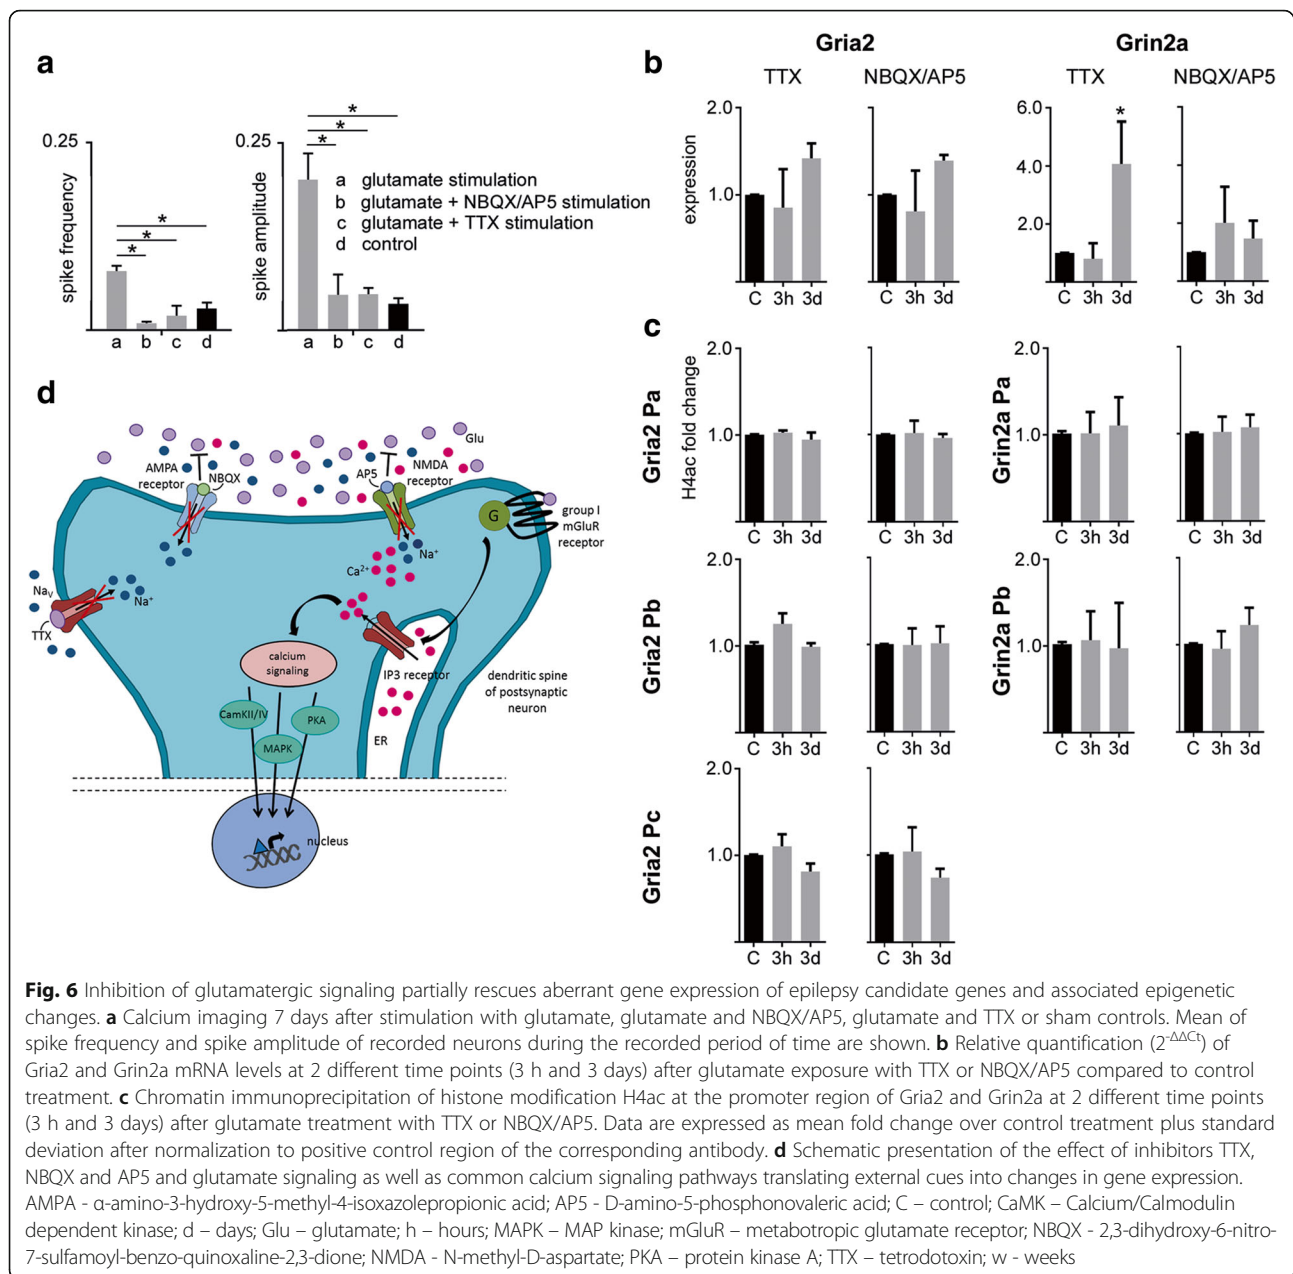 a
0.25
spike frequency
* * *
a b c d
0.25
spike amplitude
* * *
a b c d
a glutamate stimulation
b glutamate + NBQX/AP5 stimulation
c glutamate + TTX stimulation
d control
b
Gria2 Grin2a
TTX NBQX/AP5 TTX NBQX/AP5
expression
2.0
1.0
C 3h 3d
C 3h 3d
6.0
4.0
2.0
*
C 3h 3d
C 3h 3d
c
Gria2 Pa
H4ac fold change
2.0
1.0
C 3h 3d
C 3h 3d
Grin2a Pa
2.0
1.0
C 3h 3d
C 3h 3d
Gria2 Pb
2.0
1.0
C 3h 3d
C 3h 3d
Grin2a Pb
2.0
1.0
C 3h 3d
C 3h 3d
Gria2 Pc
2.0
1.0
C 3h 3d
C 3h 3d
d
Glu
AMPA
receptor
NBQX
AP5
NMDA
receptor
G
group I
mGluR
receptor
Na⁺
Ca²⁺
Naᵥ
Na⁺
TTX
calcium
signaling
IP3 receptor
dendritic spine
of postsynaptic
neuron
CamKII/IV
PKA
MAPK
ER
nucleus
Fig. 6 Inhibition of glutamatergic signaling partially rescues aberrant gene expression of epilepsy candidate genes and associated epigenetic
changes. a Calcium imaging 7 days after stimulation with glutamate, glutamate and NBQX/AP5, glutamate and TTX or sham controls. Mean of
spike frequency and spike amplitude of recorded neurons during the recorded period of time are shown. b Relative quantification (2^-ΔΔCt) of
Gria2 and Grin2a mRNA levels at 2 different time points (3 h and 3 days) after glutamate exposure with TTX or NBQX/AP5 compared to control
treatment. c Chromatin immunoprecipitation of histone modification H4ac at the promoter region of Gria2 and Grin2a at 2 different time points
(3 h and 3 days) after glutamate treatment with TTX or NBQX/AP5. Data are expressed as mean fold change over control treatment plus standard
deviation after normalization to positive control region of the corresponding antibody. d Schematic presentation of the effect of inhibitors TTX,
NBQX and AP5 and glutamate signaling as well as common calcium signaling pathways translating external cues into changes in gene expression.
AMPA - α-amino-3-hydroxy-5-methyl-4-isoxazolepropionic acid; AP5 - D-amino-5-phosphonovaleric acid; C – control; CaMK – Calcium/Calmodulin
dependent kinase; d – days; Glu – glutamate; h – hours; MAPK – MAP kinase; mGluR – metabotropic glutamate receptor; NBQX - 2,3-dihydroxy-6-nitro-
7-sulfamoyl-benzo-quinoxaline-2,3-dione; NMDA - N-methyl-D-aspartate; PKA – protein kinase A; TTX – tetrodotoxin; w - weeks